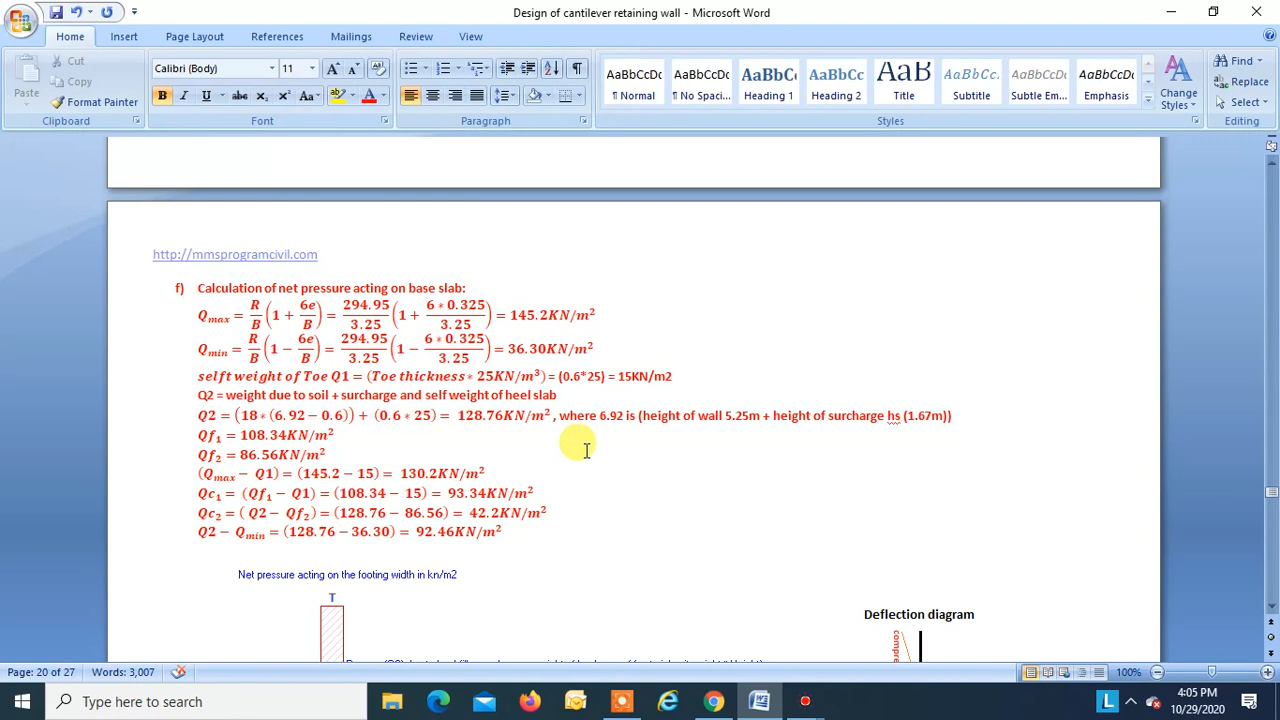 Design of cantilever retaining wall - Microsoft Word
Home Insert Page Layout References Mailings Review View
Paste
Cut
Copy
Format Painter
Clipboard
Calibri (Body) 11
Font
Paragraph
AaBbCcDc AaBbCcDc AaBbCc AaBbCc AaB AaBbCc. AaBbCcDc AaBbCcDc
¶ Normal ¶ No Spaci... Heading 1 Heading 2 Title Subtitle Subtle Em... Emphasis
Change Styles
Styles
Find
Replace
Select
Editing
http://mmsprogramcivil.com
f) Calculation of net pressure acting on base slab:
Q_max = R/B (1 + 6e/B) = 294.95/3.25 (1 + 6 * 0.325/3.25) = 145.2KN/m²
Q_min = R/B (1 − 6e/B) = 294.95/3.25 (1 − 6 * 0.325/3.25) = 36.30KN/m²
selft weight of Toe Q1 = (Toe thickness * 25KN/m³) = (0.6*25) = 15KN/m2
Q2 = weight due to soil + surcharge and self weight of heel slab
Q2 = (18 * (6.92 − 0.6)) + (0.6 * 25) = 128.76KN/m², where 6.92 is (height of wall 5.25m + height of surcharge hs (1.67m))
Qf₁ = 108.34KN/m²
Qf₂ = 86.56KN/m²
(Q_max − Q1) = (145.2 − 15) = 130.2KN/m²
Qc₁ = (Qf₁ − Q1) = (108.34 − 15) = 93.34KN/m²
Qc₂ = ( Q2 − Qf₂) = (128.76 − 86.56) = 42.2KN/m²
Q2 − Q_min = (128.76 − 36.30) = 92.46KN/m²
Net pressure acting on the footing width in kn/m2
T
Deflection diagram
Page: 20 of 27 Words: 3,007 100%
Type here to search
L
4:05 PM
10/29/2020